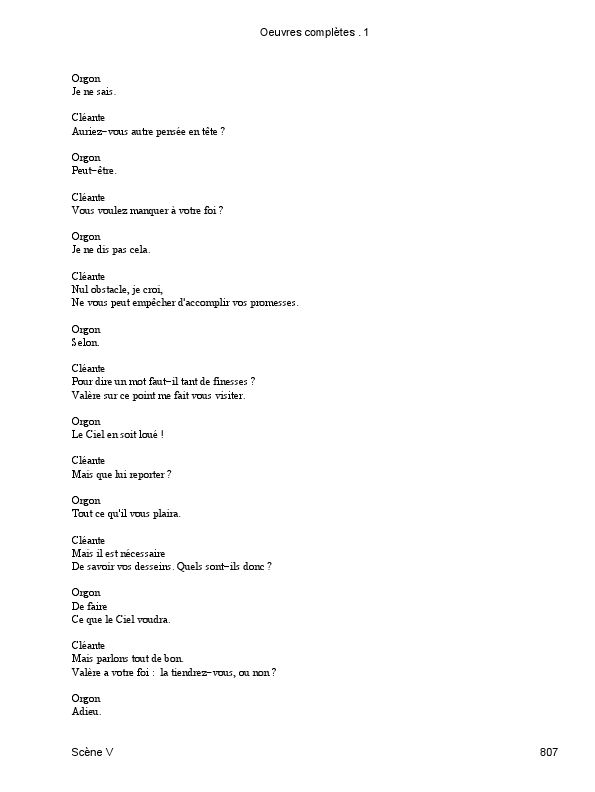 Oeuvres complètes . 1
Orgon
Je ne sais.
Cléante
Auriez−vous autre pensée en tête ?
Orgon
Peut−être.
Cléante
Vous voulez manquer à votre foi ?
Orgon
Je ne dis pas cela.
Cléante
Nul obstacle, je croi,
Ne vous peut empêcher d'accomplir vos promesses.
Orgon
Selon.
Cléante
Pour dire un mot faut−il tant de finesses ?
Valère sur ce point me fait vous visiter.
Orgon
Le Ciel en soit loué !
Cléante
Mais que lui reporter ?
Orgon
Tout ce qu'il vous plaira.
Cléante
Mais il est nécessaire
De savoir vos desseins. Quels sont−ils donc ?
Orgon
De faire
Ce que le Ciel voudra.
Cléante
Mais parlons tout de bon.
Valère a votre foi : la tiendrez−vous, ou non ?
Orgon
Adieu.
Scène V 807